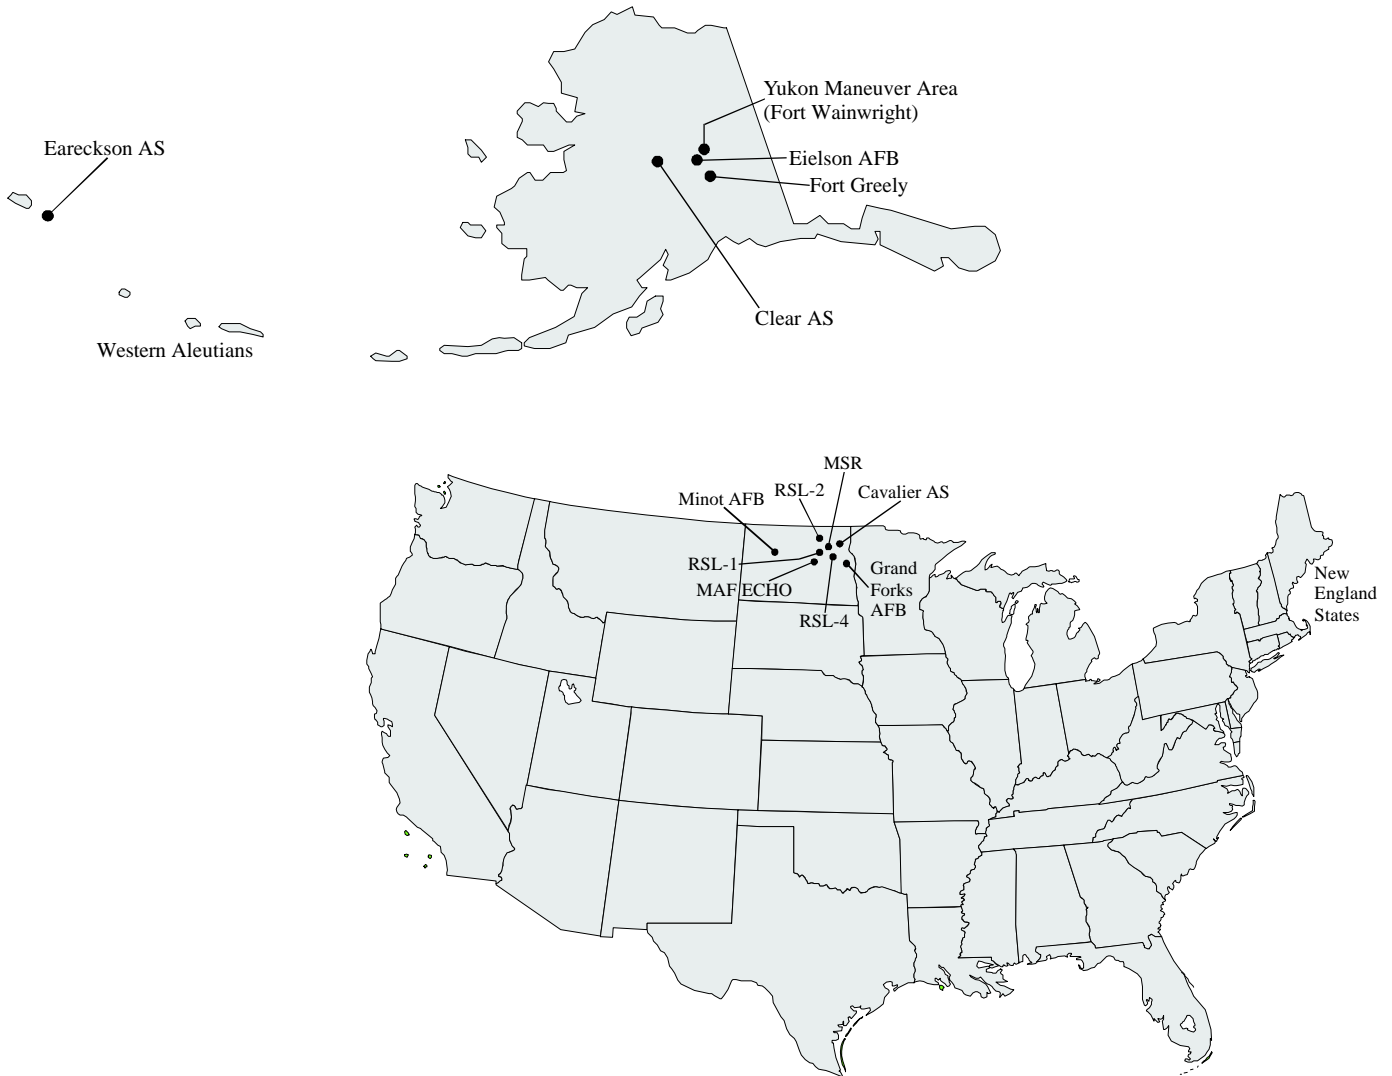 Yukon Maneuver Area
(Fort Wainwright)
Eareckson AS
Eielson AFB
Fort Greely
Clear AS
Western Aleutians
MSR
RSL-2
Cavalier AS
Minot AFB
RSL-1
MAF ECHO
RSL-4
Grand
Forks
AFB
New
England
States